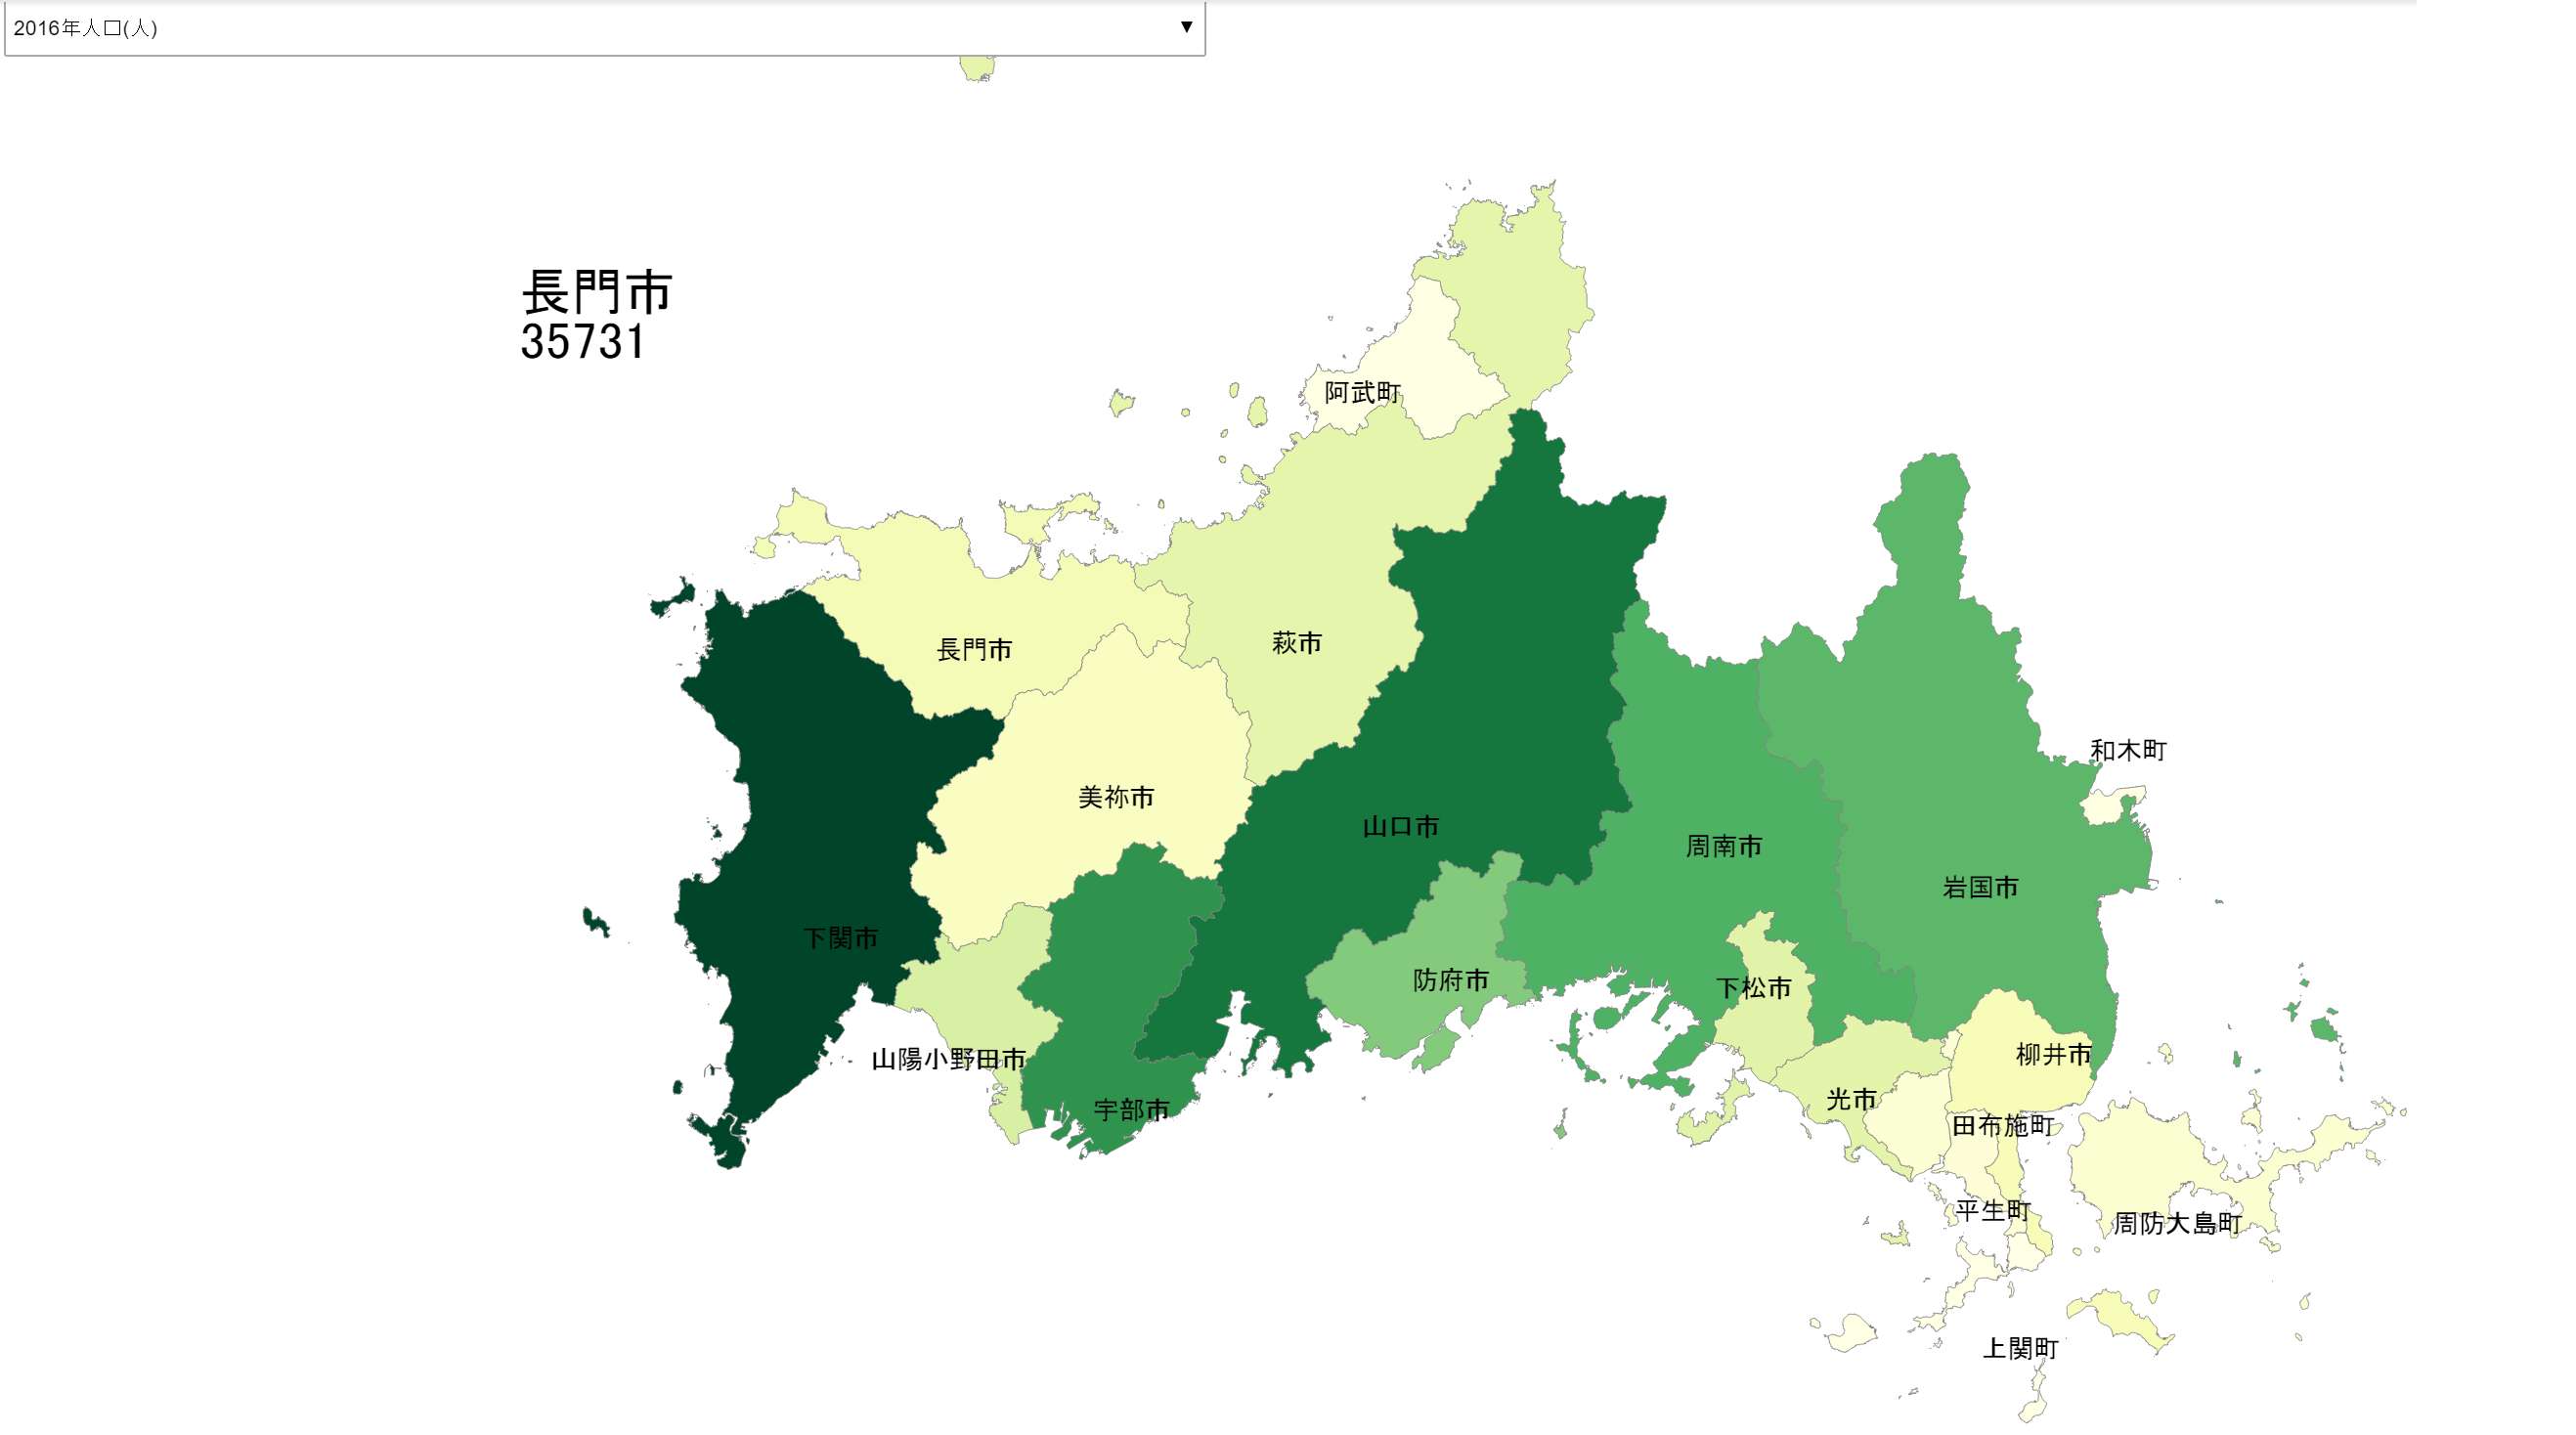 2016年人口(人)
▼
長門市
35731
阿武町
長門市
萩市
和木町
美祢市
山口市
周南市
岩国市
下関市
防府市
下松市
山陽小野田市
柳井市
宇部市
光市
田布施町
平生町
周防大島町
上関町